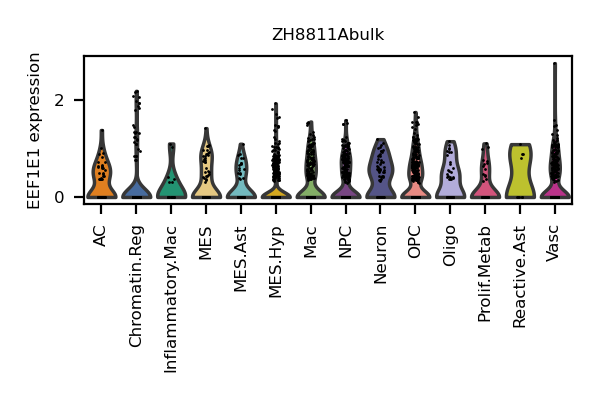 ZH8811Abulk
EEF1E1 expression
2
0
AC
Chromatin.Reg
Inflammatory.Mac
MES
MES.Ast
MES.Hyp
Mac
NPC
Neuron
OPC
Oligo
Prolif.Metab
Reactive.Ast
Vasc